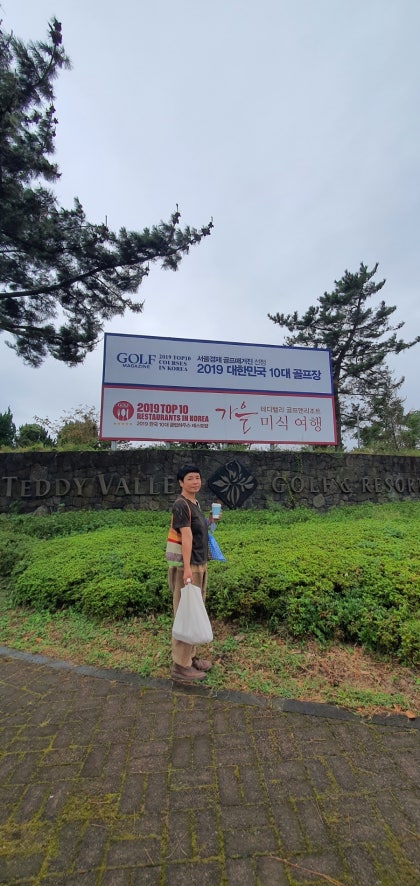 GOLF MAGAZINE
2019 TOP10 COURSES IN KOREA
서울경제 골프매거진 선정
2019 대한민국 10대 골프장
2019 TOP 10
RESTAURANTS IN KOREA
가을
테디밸리 골프앤리조트
미식 여행
TEDDY VALLE
GOLF & RESORT